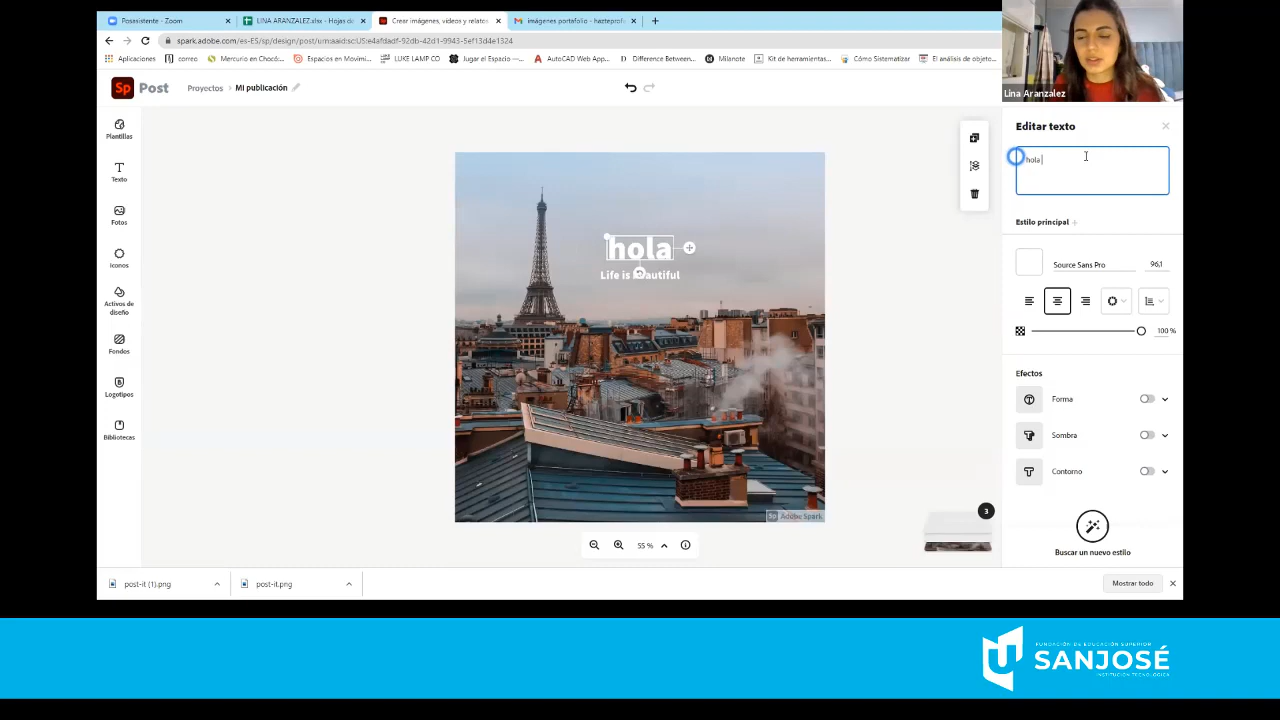 Posasistente - Zoom
LINA ARANZALEZ.xlsx - Hojas de
Crear imágenes, vídeos y relatos
imágenes portafolio - hazteprofe
spark.adobe.com/es-ES/sp/design/post/urn:aaid:sc:US:e4afdadf-92db-42d1-9943-5ef13d4e1324
Aplicaciones
correo
Mercurio en Chocó:
Espacios en Movimi...
LUKE LAMP CO
Jugar el Espacio —...
AutoCAD Web App...
Difference Between...
Milanote
Kit de herramientas...
Cómo Sistematizar
El análisis de objeto...
Lina Aranzalez
Sp Post
Proyectos
Mi publicación
Plantillas
Texto
Fotos
Iconos
Activos de
diseño
Fondos
Logotipos
Bibliotecas
hola
Life is beautiful
Sp Adobe Spark
55 %
3
Editar texto
hola
Estilo principal
Source Sans Pro
96,1
100 %
Efectos
Forma
Sombra
Contorno
Buscar un nuevo estilo
post-it (1).png
post-it.png
Mostrar todo
FUNDACIÓN DE EDUCACIÓN SUPERIOR
SANJOSÉ
INSTITUCIÓN TECNOLÓGICA